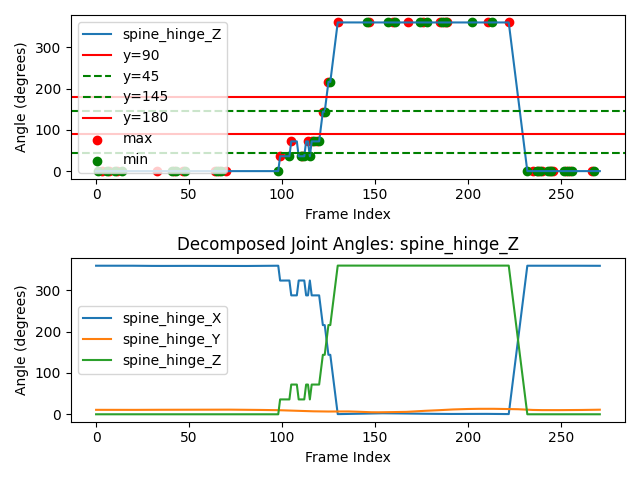 300
200
100
0
Angle (degrees)
spine_hinge_Z
y=90
y=45
y=145
y=180
max
min
0 50 100 150 200 250
Frame Index
Decomposed Joint Angles: spine_hinge_Z
300
200
100
0
Angle (degrees)
spine_hinge_X
spine_hinge_Y
spine_hinge_Z
0 50 100 150 200 250
Frame Index